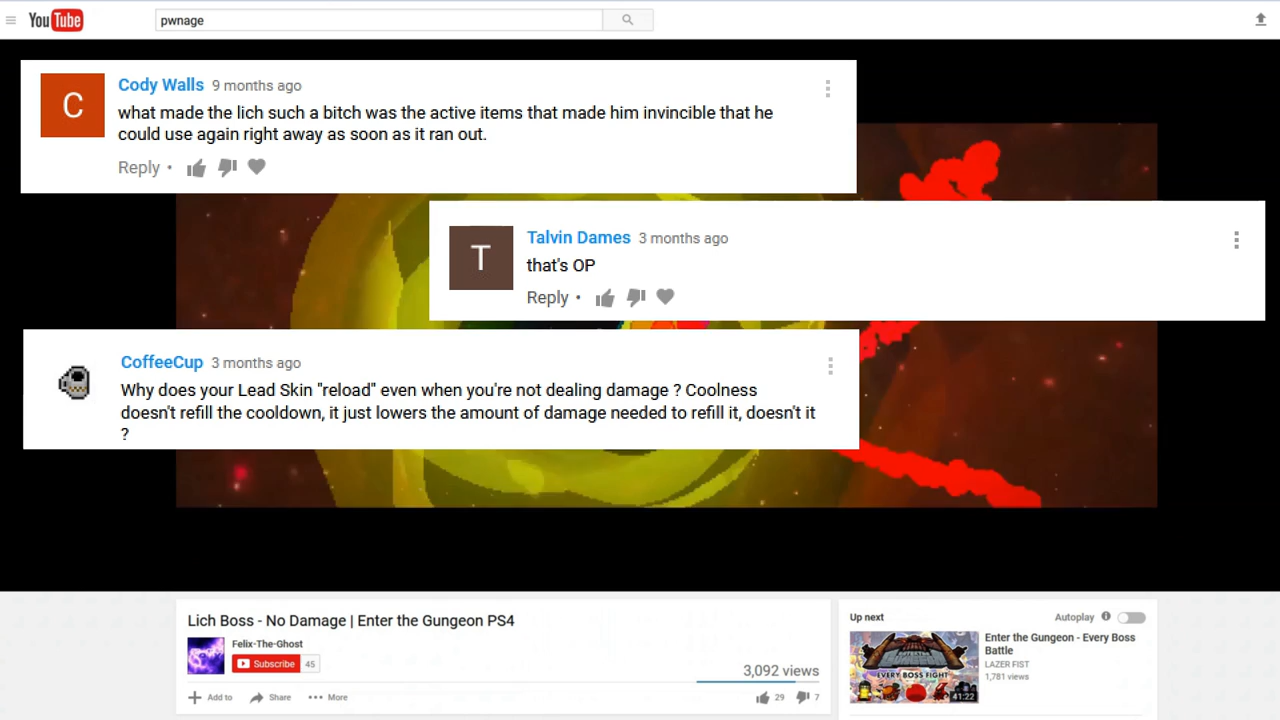 YouTube
pwnage
C
Cody Walls 9 months ago
what made the lich such a bitch was the active items that made him invincible that he
could use again right away as soon as it ran out.
Reply •
T
Talvin Dames 3 months ago
that's OP
Reply •
CoffeeCup 3 months ago
Why does your Lead Skin "reload" even when you're not dealing damage ? Coolness
doesn't refill the cooldown, it just lowers the amount of damage needed to refill it, doesn't it
?
Lich Boss - No Damage | Enter the Gungeon PS4
Felix-The-Ghost
Subscribe 45
3,092 views
Add to Share More
29 7
Up next Autoplay
Enter the Gungeon - Every Boss
Battle
LAZER FIST
1,781 views
EVERY BOSS FIGHT
41:22